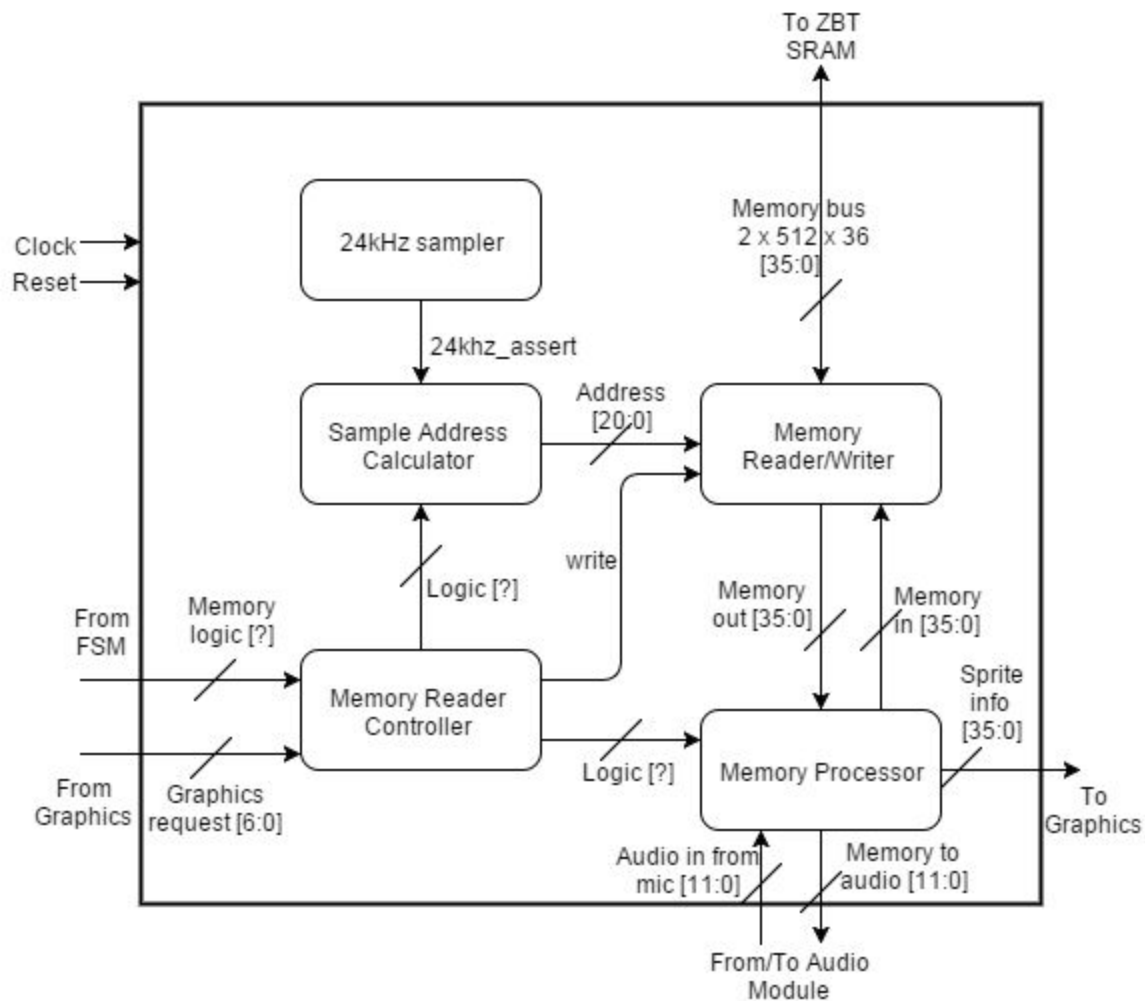 To ZBT
SRAM
Memory bus
2 x 512 x 36
[35:0]
24kHz sampler
Clock
Reset
24khz_assert
Address
[20:0]
Sample Address
Calculator
Memory
Reader/Writer
write
Logic [?]
Memory
out [35:0]
Memory
in [35:0]
From
FSM
Memory
logic [?]
Memory Reader
Controller
Sprite
info
[35:0]
Logic [?]
Memory Processor
From
Graphics
Graphics
request [6:0]
To
Graphics
Audio in from
mic [11:0]
Memory to
audio [11:0]
From/To Audio
Module